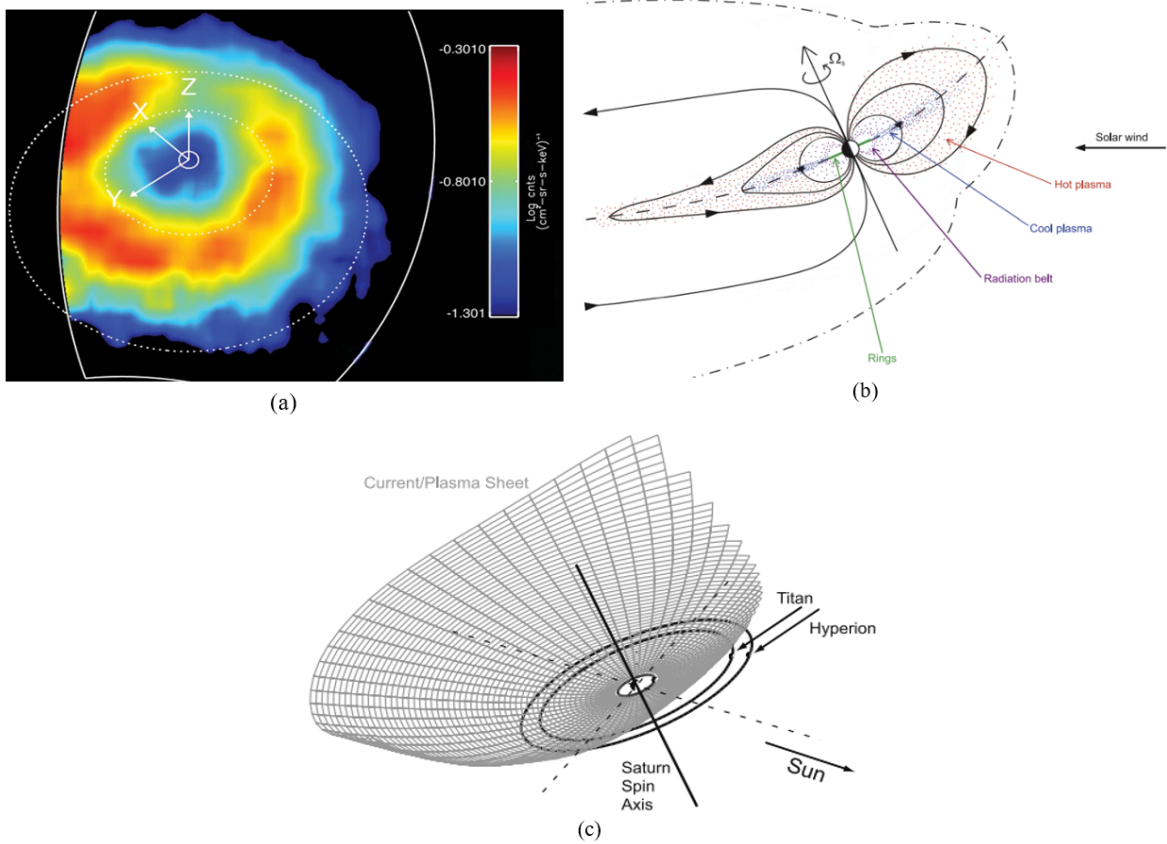 Z
X
Y
-0.3010
-0.8010
-1.301
Log cnts
(cm²-sr-s-keV)⁻¹
(a)
Ωs
Solar wind
Hot plasma
Cool plasma
Radiation belt
Rings
(b)
Current/Plasma Sheet
Titan
Hyperion
Sun
Saturn
Spin
Axis
(c)